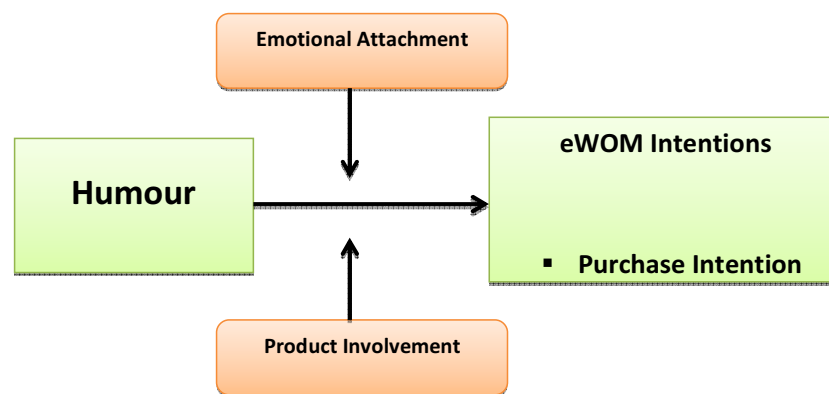 Emotional Attachment
Humour
eWOM Intentions
▪ Purchase Intention
Product Involvement